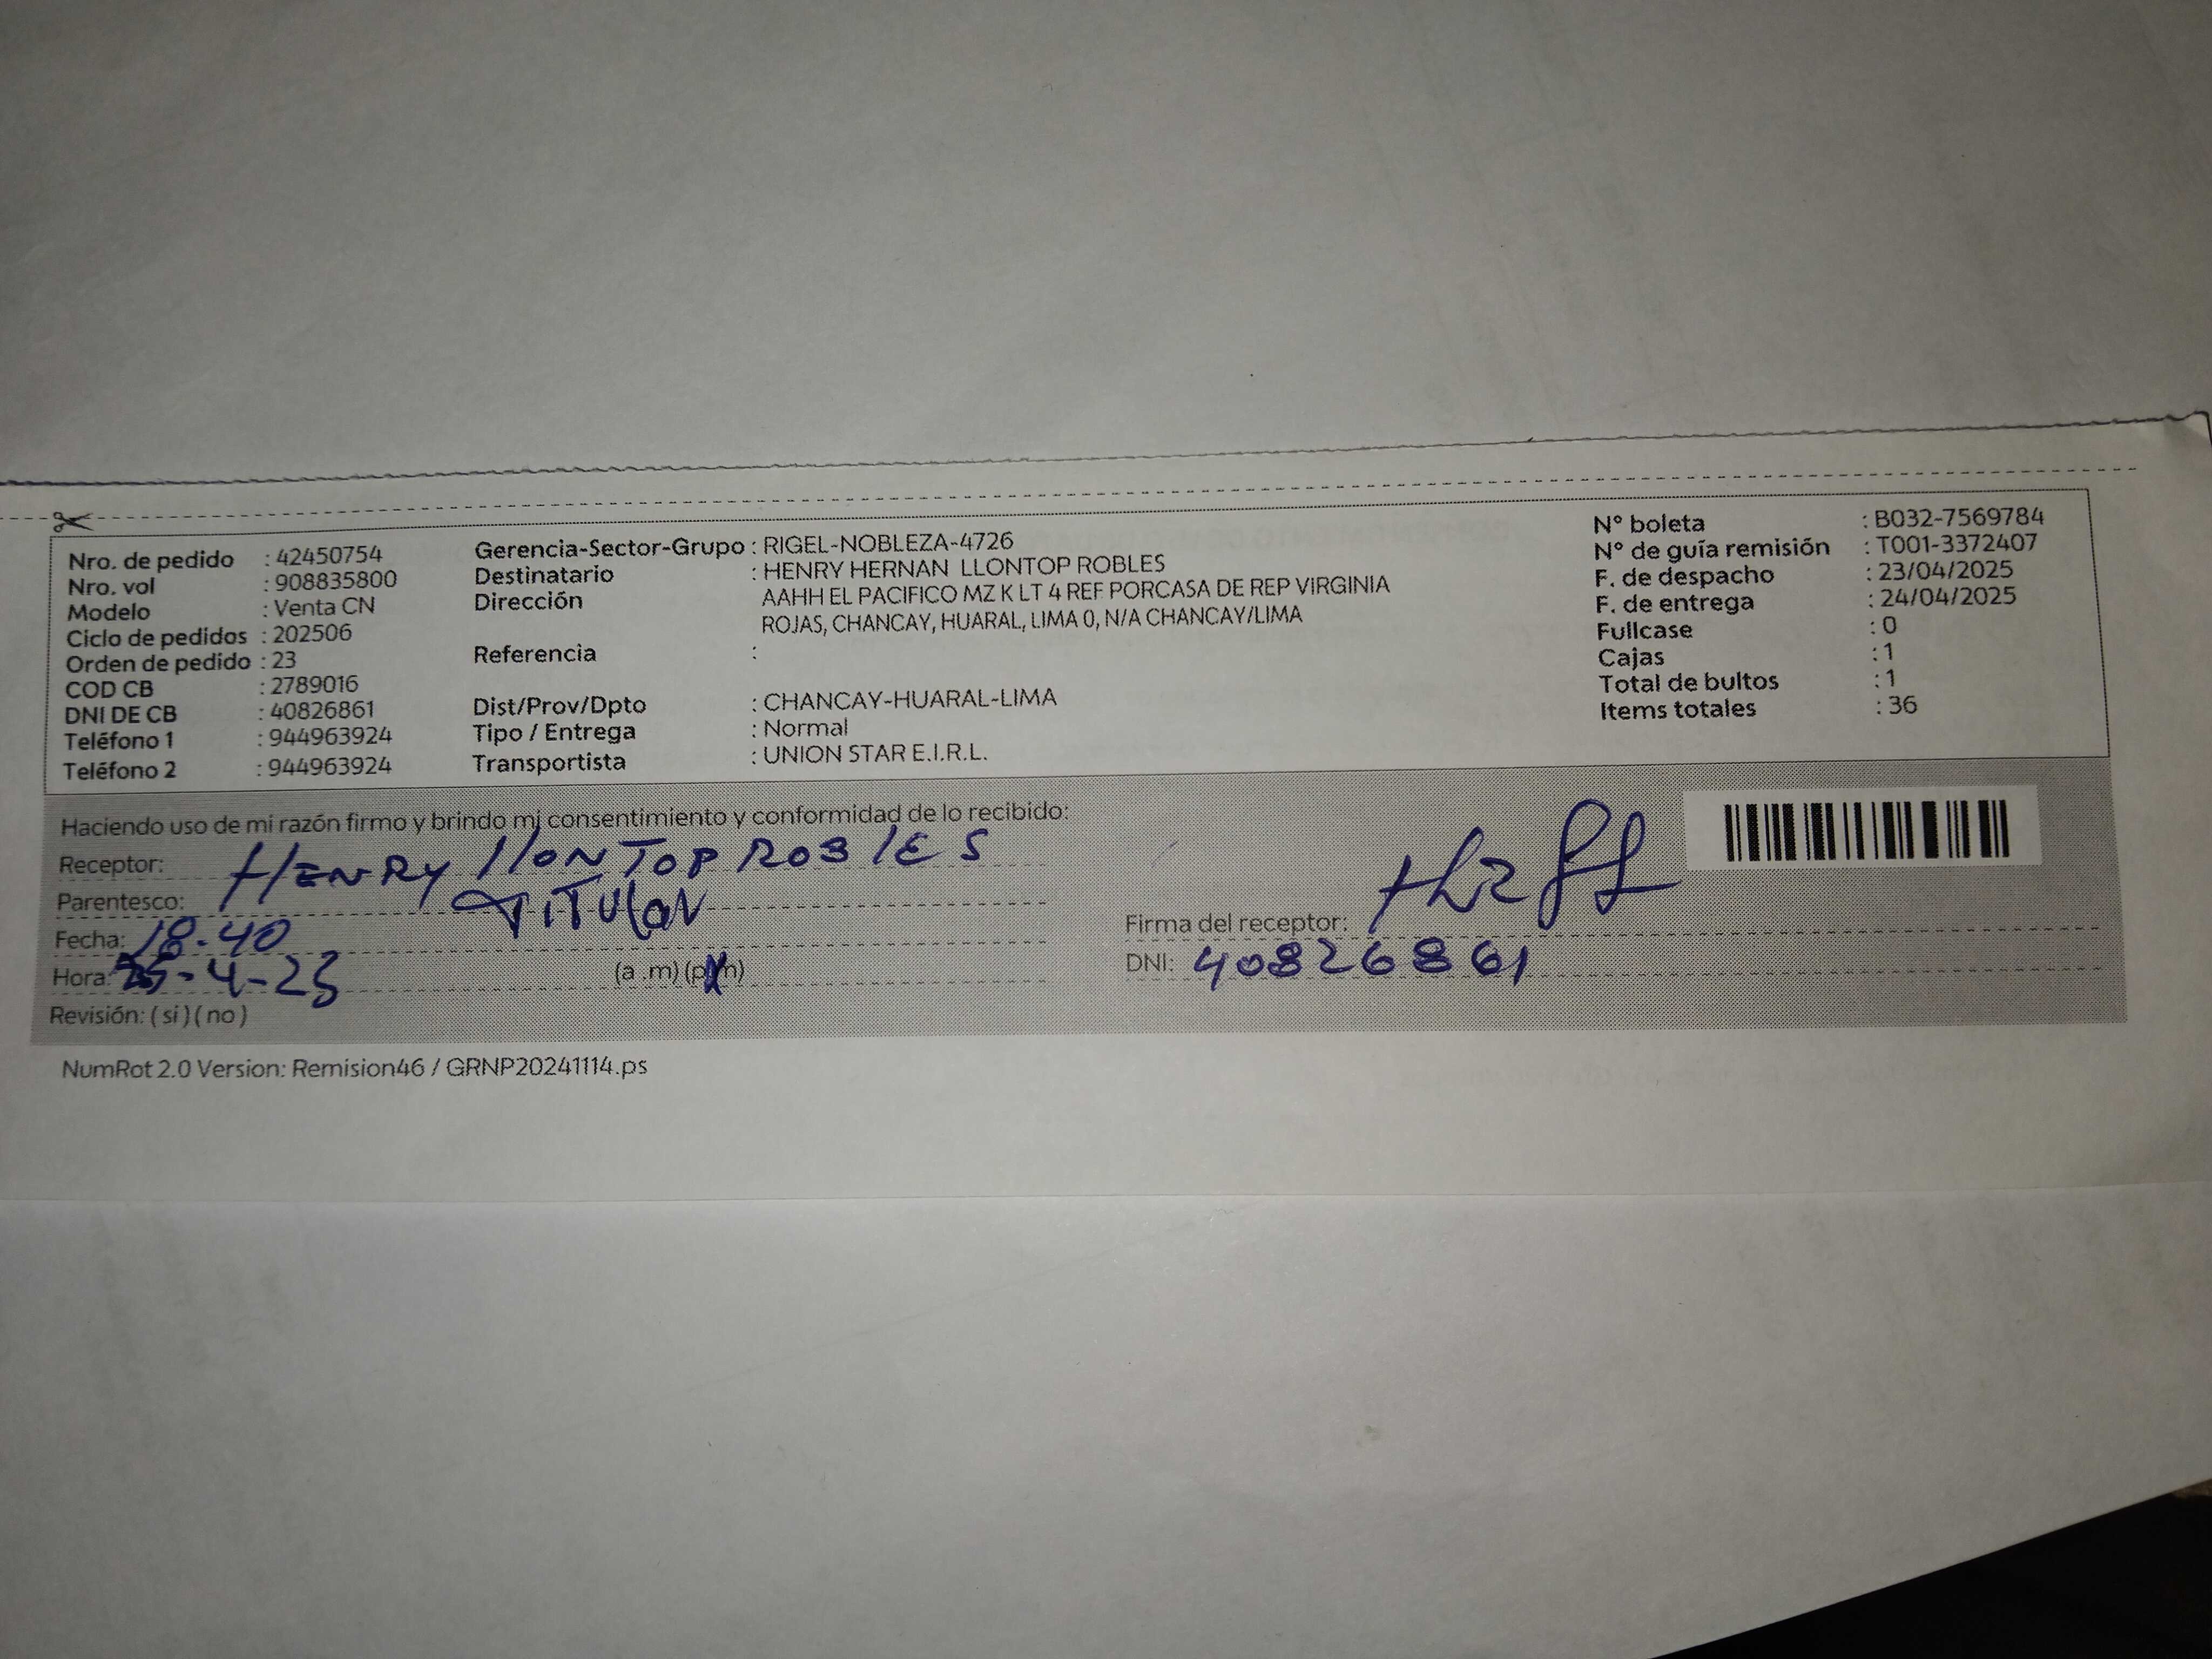 Nro. de pedido : 42450754
Nro. vol : 908835800
Modelo : Venta CN
Ciclo de pedidos : 202506
Orden de pedido : 23
COD CB : 2789016
DNI DE CB : 40826861
Teléfono 1 : 944963924
Teléfono 2 : 944963924
Gerencia-Sector-Grupo : RIGEL-NOBLEZA-4726
Destinatario : HENRY HERNAN LLONTOP ROBLES
Dirección AAHH EL PACIFICO MZ K LT 4 REF PORCASA DE REP VIRGINIA
ROJAS, CHANCAY, HUARAL, LIMA 0, N/A CHANCAY/LIMA
Referencia :
Dist/Prov/Dpto : CHANCAY-HUARAL-LIMA
Tipo / Entrega : Normal
Transportista : UNION STAR E.I.R.L.
N° boleta : B032-7569784
N° de guía remisión : T001-3372407
F. de despacho : 23/04/2025
F. de entrega : 24/04/2025
Fullcase : 0
Cajas : 1
Total de bultos : 1
Items totales : 36
Haciendo uso de mi razón firmo y brindo mi consentimiento y conformidad de lo recibido:
Receptor: HENRY llONTOP ROBlES
Parentesco: TiTUlar
Fecha: 18-40
Hora: -4-25 (a .m) (p.m)
Revisión: ( si ) ( no )
Firma del receptor:
DNI: 40826861
NumRot 2.0 Version: Remision46 / GRNP20241114.ps